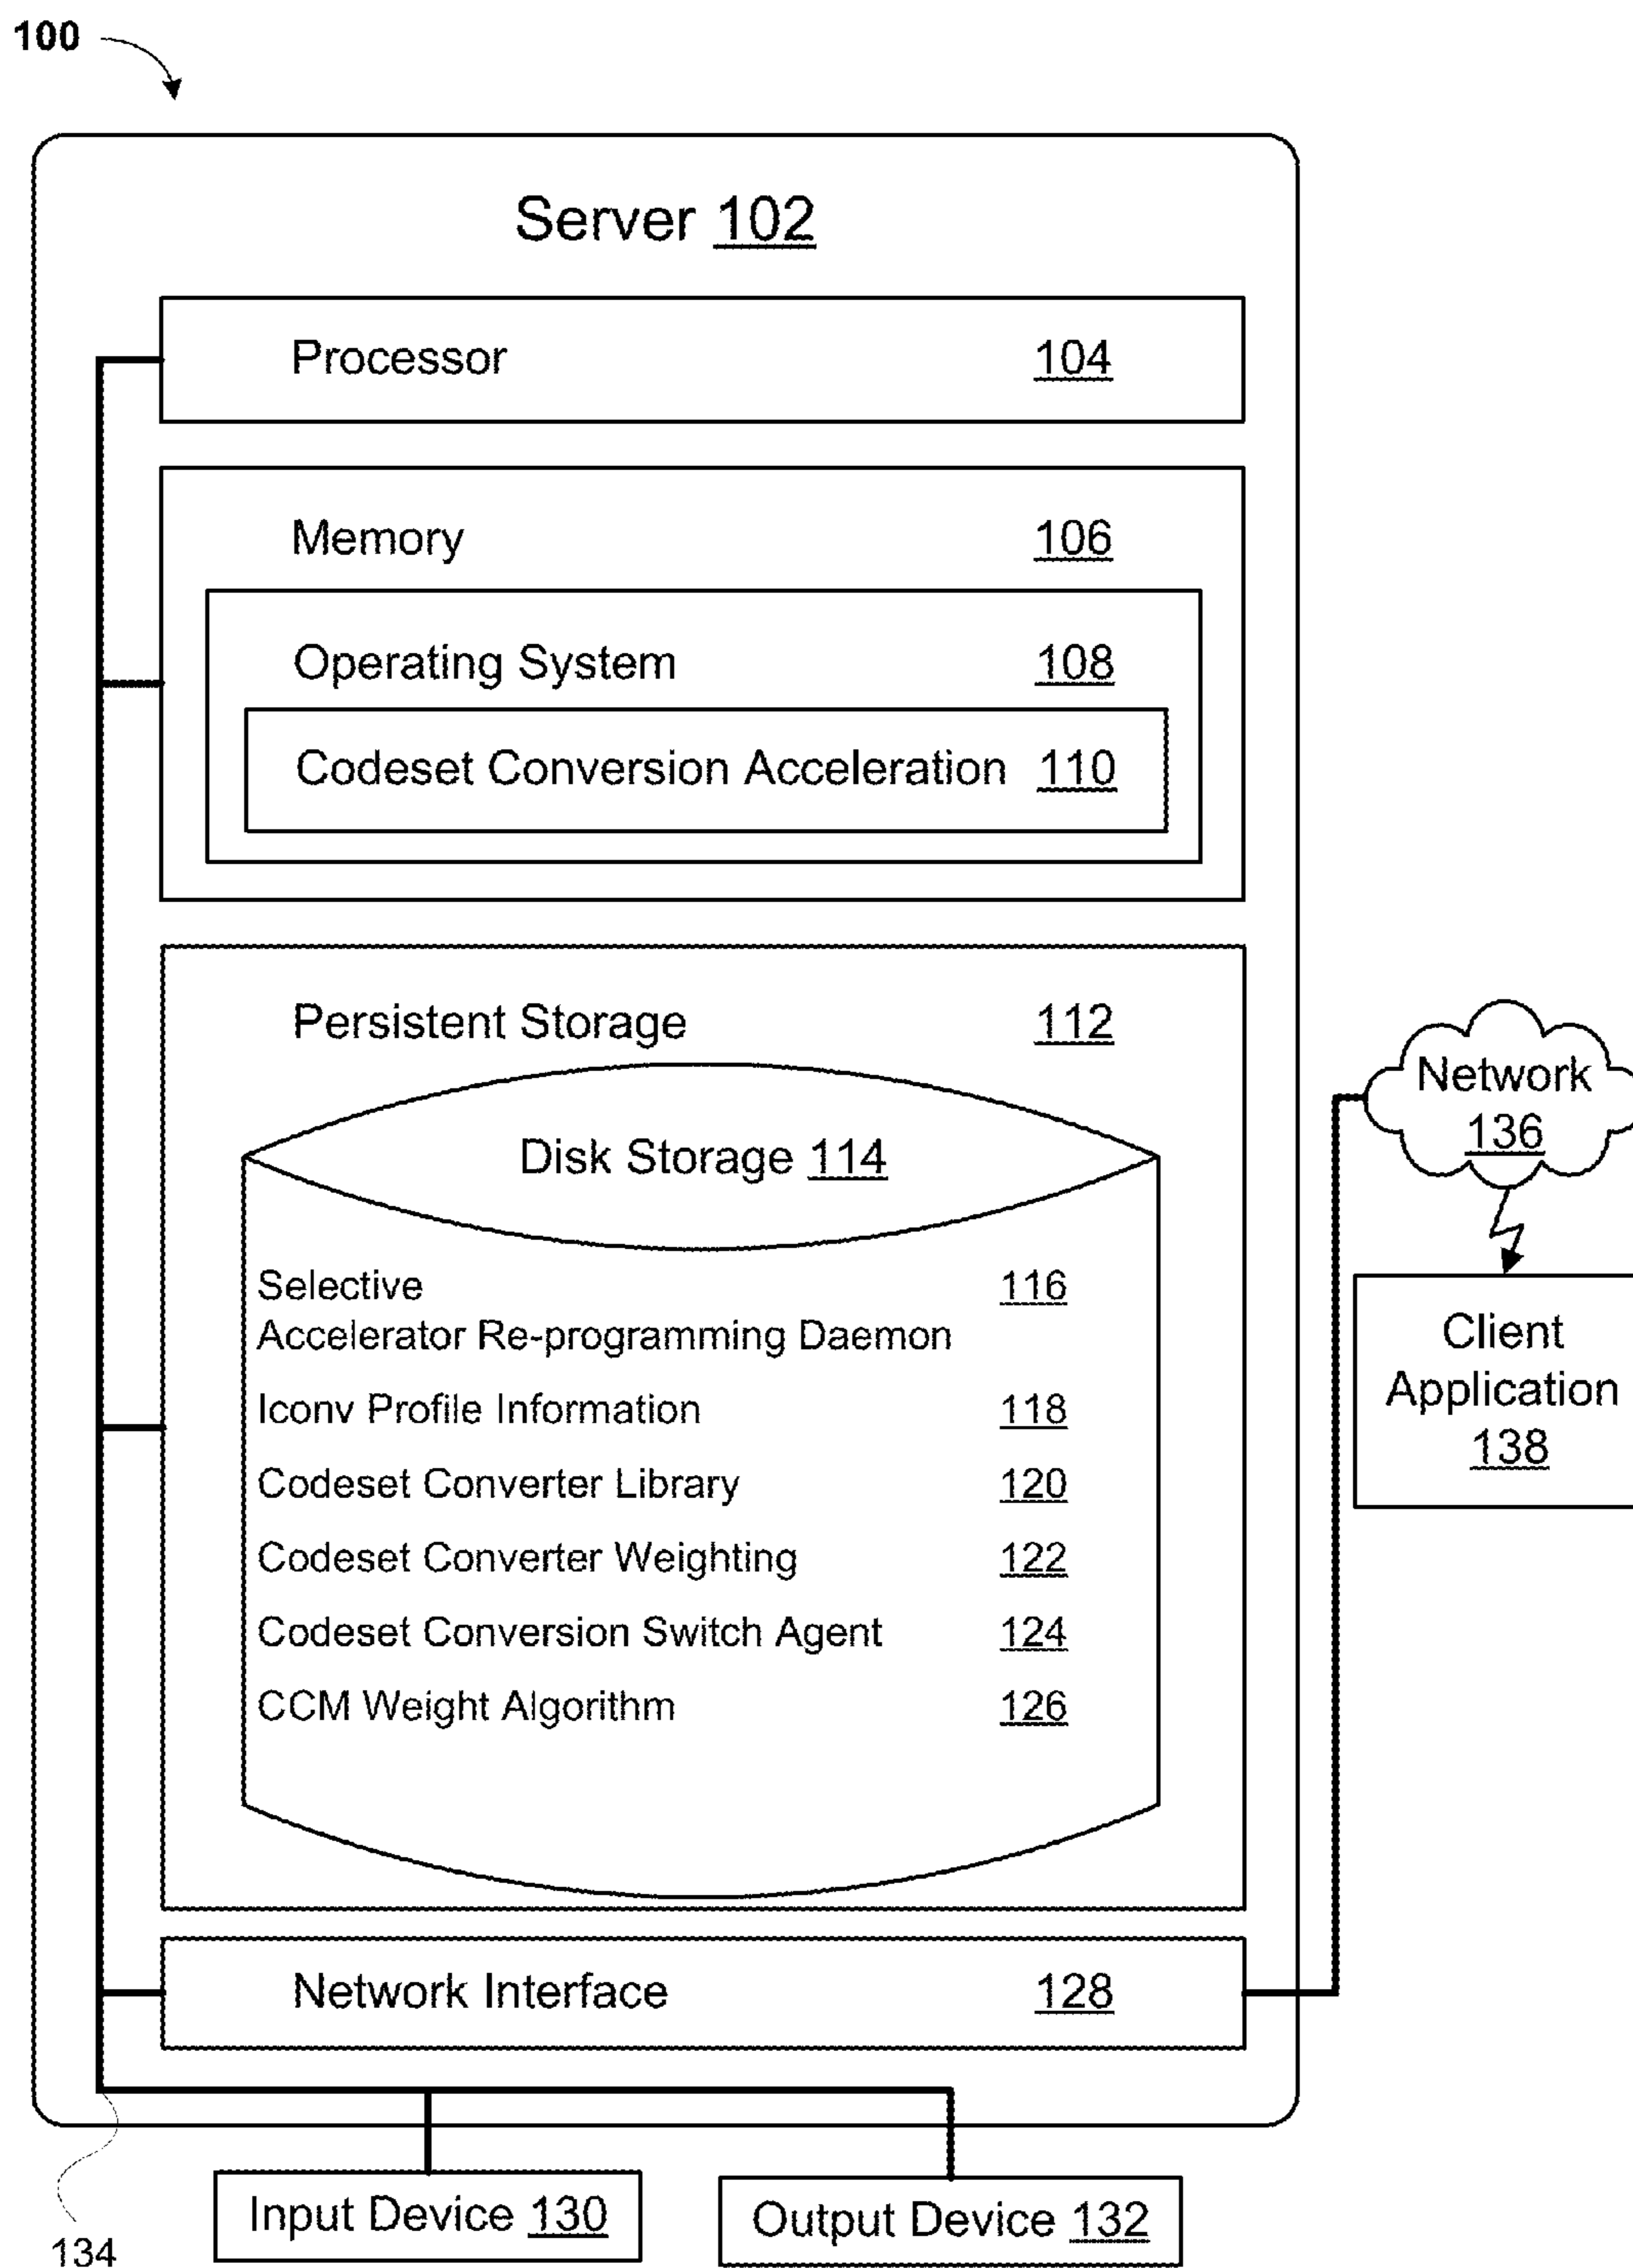 100
Server 102
Processor 104
Memory 106
Operating System 108
Codeset Conversion Acceleration 110
Persistent Storage 112
Disk Storage 114
Selective 116
Accelerator Re-programming Daemon
Iconv Profile Information 118
Codeset Converter Library 120
Codeset Converter Weighting 122
Codeset Conversion Switch Agent 124
CCM Weight Algorithm 126
Network Interface 128
Network
136
Client
Application
138
Input Device 130
Output Device 132
134